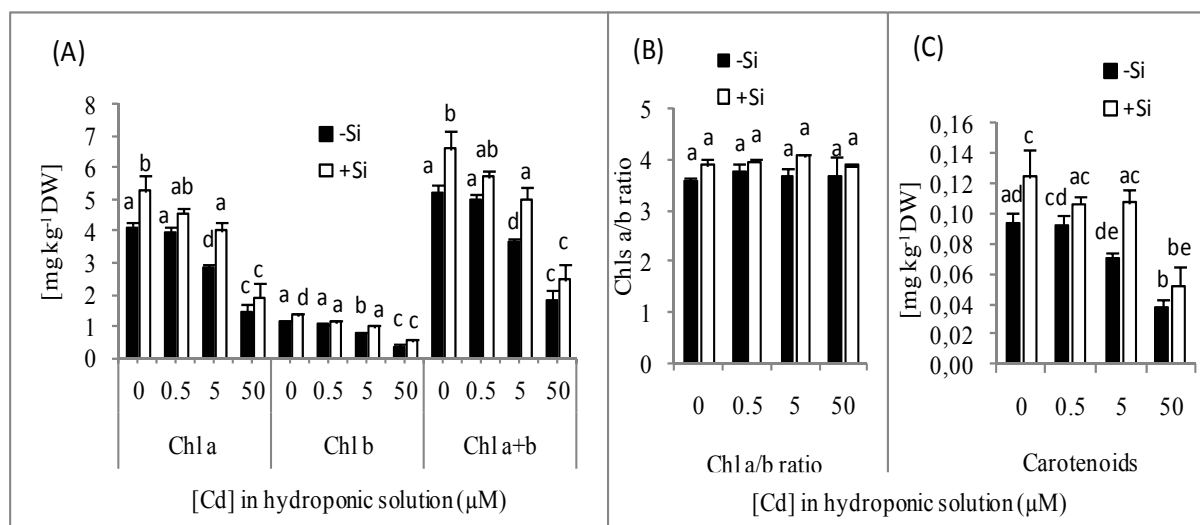 (A)
-Si
+Si
[mgkg-1DW]
8
7
6
5
4
3
2
1
0
a b a ab d a c c
a d a a b a c c
a b a ab d a c c
0 0.5 5 50 0 0.5 5 50 0 0.5 5 50
Chl a Chl b Chl a+b
[Cd] in hydroponic solution (μM)
(B)
-Si
+Si
Chls a/b ratio
5
4
3
2
1
0
a a a a a a a a
0 0.5 5 50
Chl a/b ratio
(C)
-Si
+Si
[mgkg-1DW]
0,16
0,14
0,12
0,10
0,08
0,06
0,04
0,02
0,00
ad c cd ac de ac b be
0 0.5 5 50
Carotenoids
[Cd] in hydroponic solution (μM)